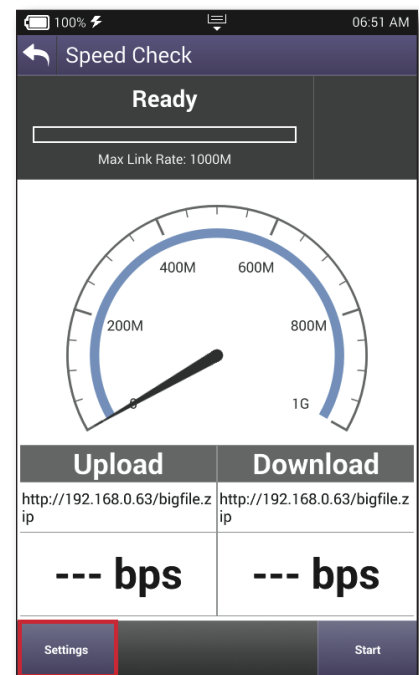 100% 06:51 AM
Speed Check
Ready
Max Link Rate: 1000M
400M 600M
200M 800M
0 1G
Upload Download
http://192.168.0.63/bigfile.z http://192.168.0.63/bigfile.z
ip ip
--- bps --- bps
Settings Start